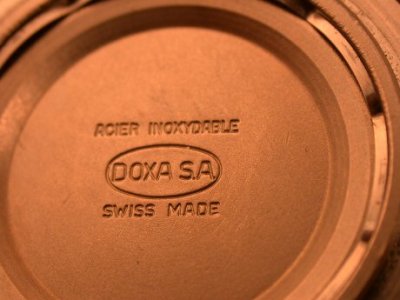 ACIER INOXYDABLE
DOXA S.A
SWISS MADE